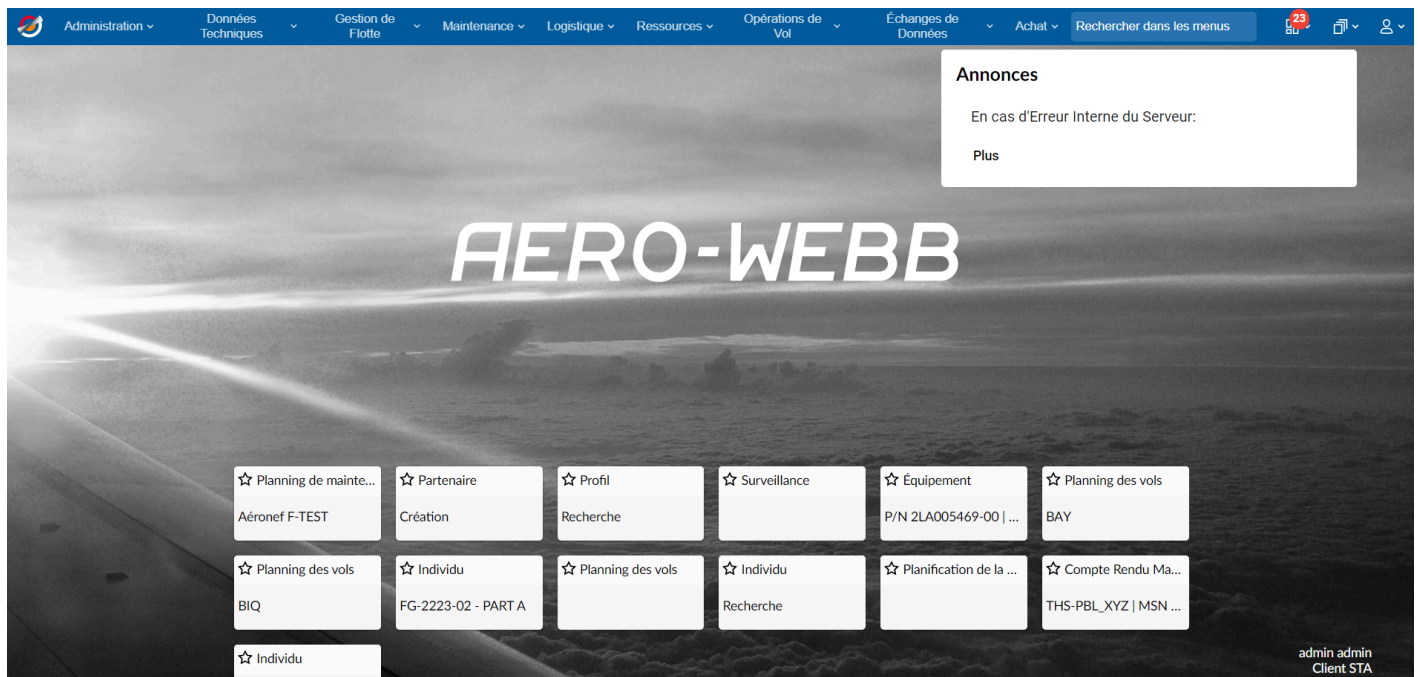 Administration
Données Techniques
Gestion de Flotte
Maintenance
Logistique
Ressources
Opérations de Vol
Échanges de Données
Achat
Rechercher dans les menus
23
Annonces
En cas d'Erreur Interne du Serveur:
Plus
AERO-WEBB
Planning de mainte...
Aéronef F-TEST
Partenaire
Création
Profil
Recherche
Surveillance
Équipement
P/N 2LA005469-00 | ...
Planning des vols
BAY
Planning des vols
BIQ
Individu
FG-2223-02 - PART A
Planning des vols
Individu
Recherche
Planification de la ...
Compte Rendu Ma...
THS-PBL_XYZ | MSN ...
Individu
admin admin
Client STA